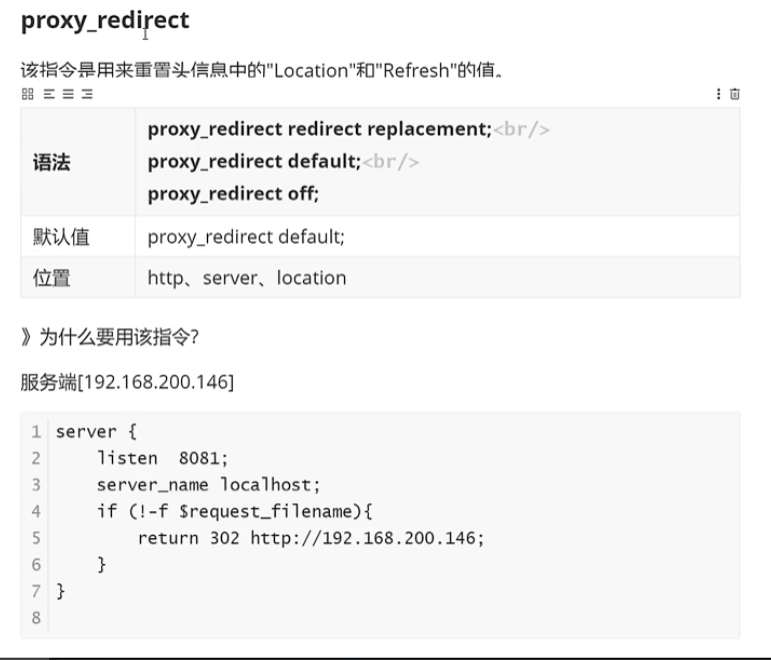 proxy_redirect
该指令是用来重置头信息中的"Location"和"Refresh"的值。
语法
proxy_redirect redirect replacement;<br/>
proxy_redirect default;<br/>
proxy_redirect off;
默认值
proxy_redirect default;
位置
http、server、location
》为什么要用该指令?
服务端[192.168.200.146]
1 server {
2     listen  8081;
3     server_name localhost;
4     if (!-f $request_filename){
5         return 302 http://192.168.200.146;
6     }
7 }
8